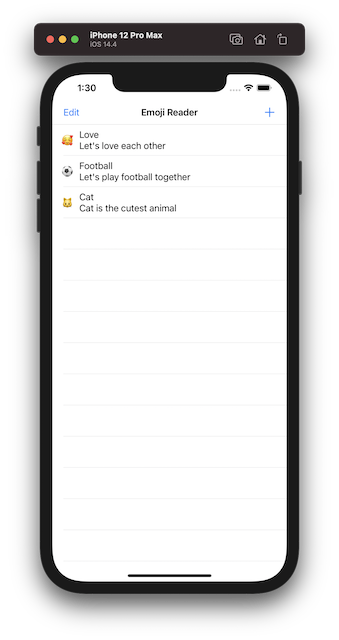 iPhone 12 Pro Max
iOS 14.4
1:30
Edit
Emoji Reader
+
🥰
Love
Let's love each other
⚽
Football
Let's play football together
😺
Cat
Cat is the cutest animal